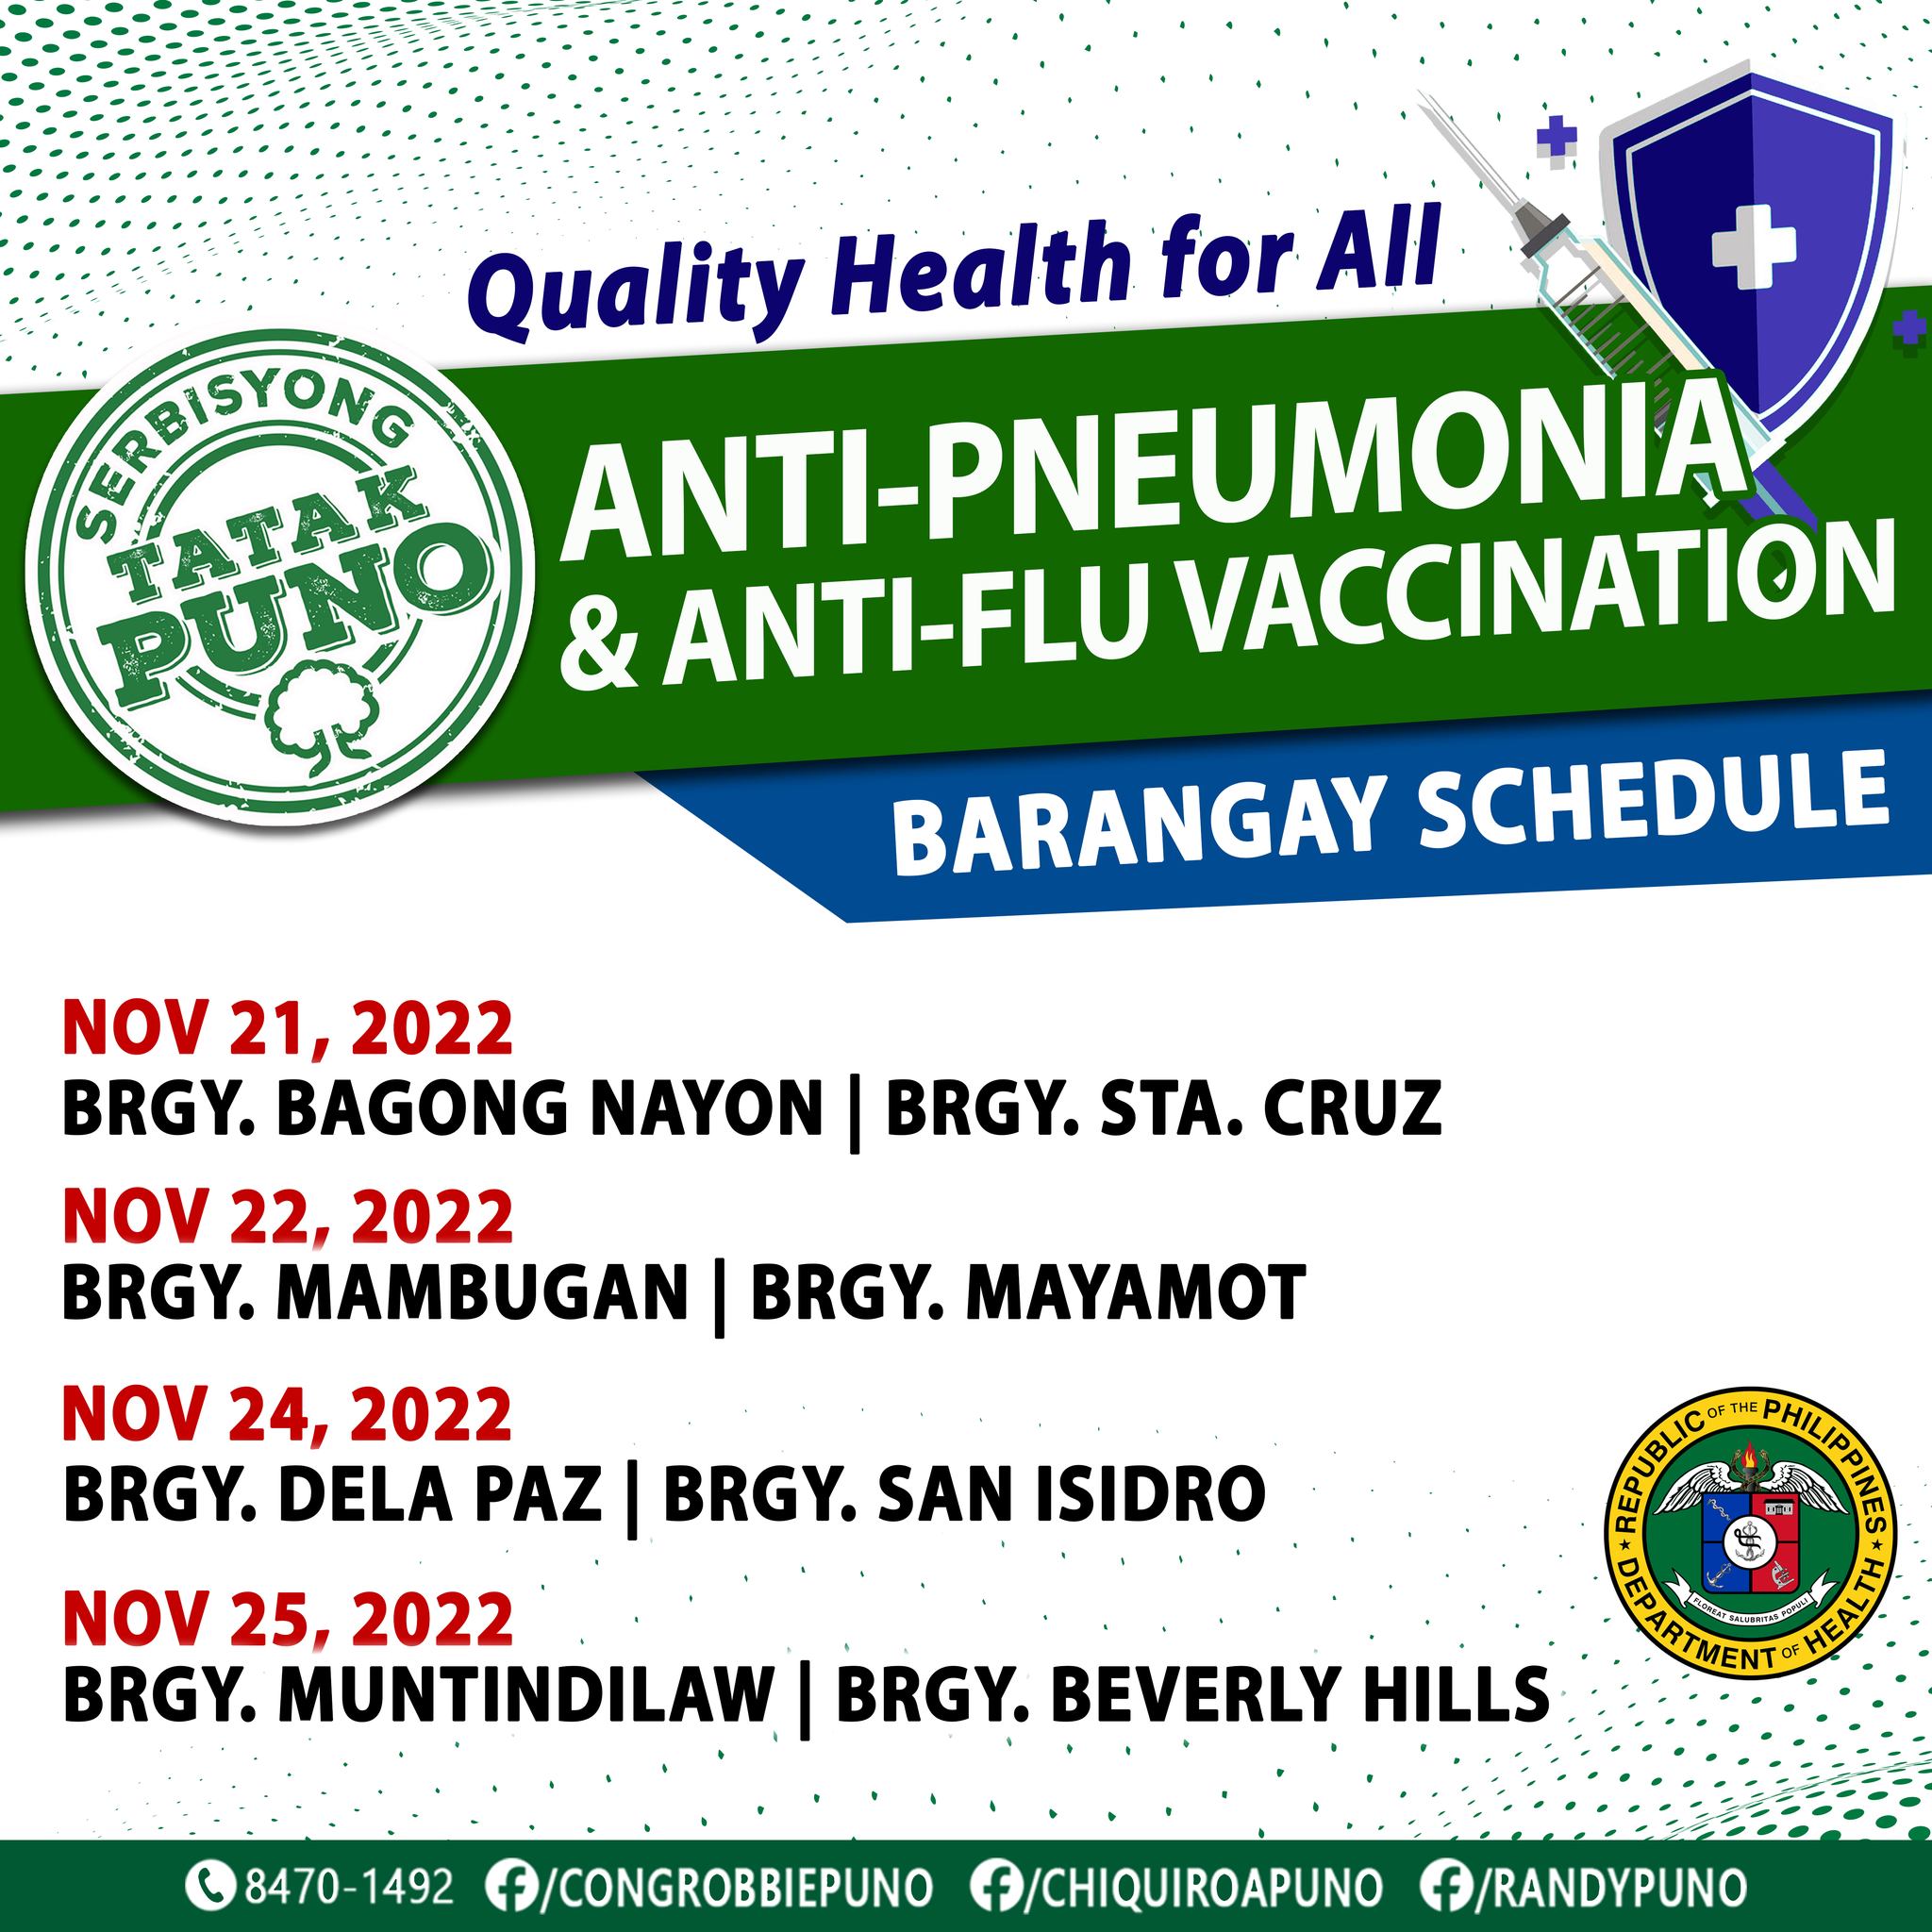 Quality Health for All
SERBISYONG
TATAK
PUNO
ANTI-PNEUMONIA
& ANTI-FLU VACCINATION
BARANGAY SCHEDULE
NOV 21, 2022
BRGY. BAGONG NAYON | BRGY. STA. CRUZ
NOV 22, 2022
BRGY. MAMBUGAN | BRGY. MAYAMOT
NOV 24, 2022
BRGY. DELA PAZ | BRGY. SAN ISIDRO
NOV 25, 2022
BRGY. MUNTINDILAW | BRGY. BEVERLY HILLS
REPUBLIC OF THE PHILIPPINES
FLOREAT SALUBRITAS POPULI
DEPARTMENT OF HEALTH
8470-1492 /CONGROBBIEPUNO /CHIQUIROAPUNO /RANDYPUNO